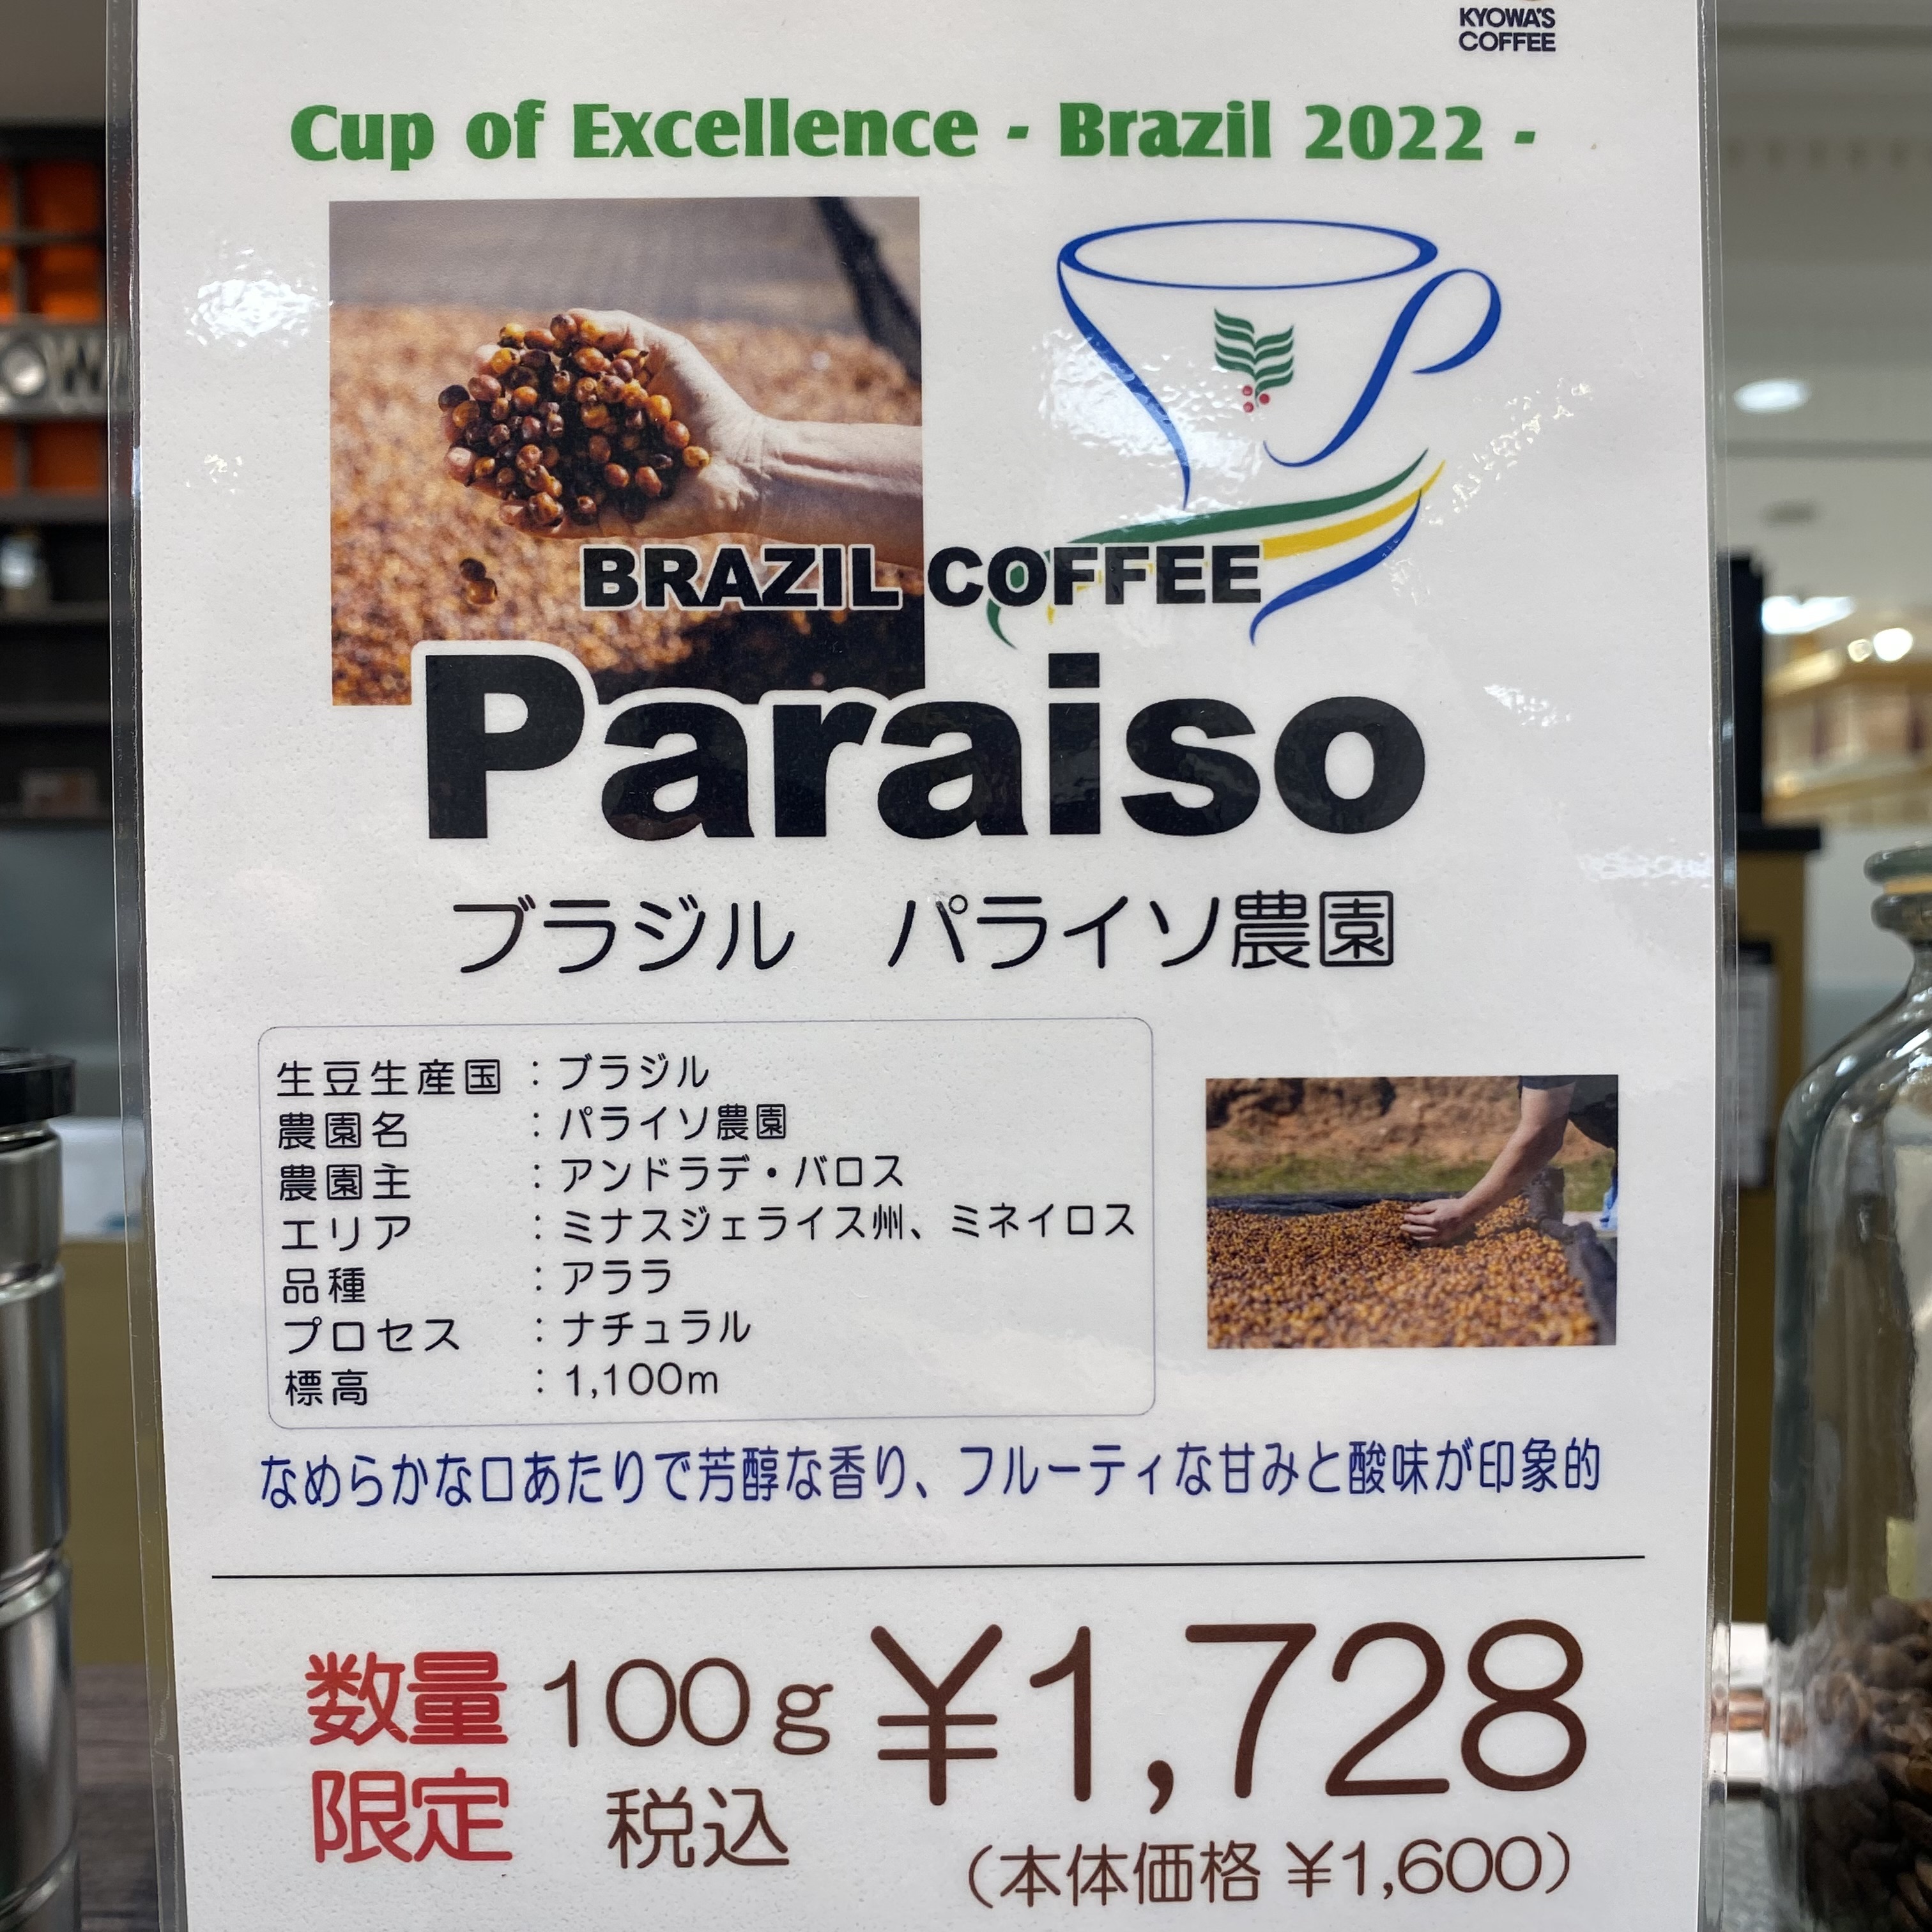 KYOWA'S
COFFEE
Cup of Excellence - Brazil 2022 -
BRAZIL COFFEE
Paraiso
ブラジル　パライソ農園
生豆生産国：ブラジル
農園名：パライソ農園
農園主：アンドラデ・バロス
エリア：ミナスジェライス州、ミネイロス
品種：アララ
プロセス：ナチュラル
標高：1,100m
なめらかな口あたりで芳醇な香り、フルーティな甘みと酸味が印象的
数量限定
100g
税込
¥1,728
（本体価格 ¥1,600）